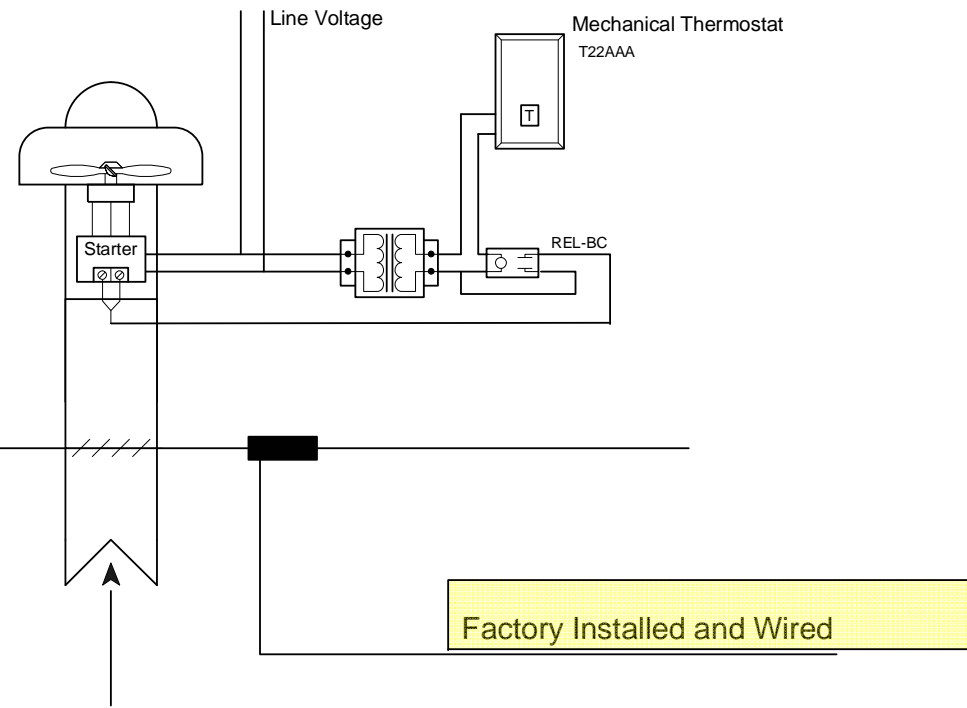 Line Voltage
Mechanical Thermostat
T22AAA
T
Starter
REL-BC
Factory Installed and Wired